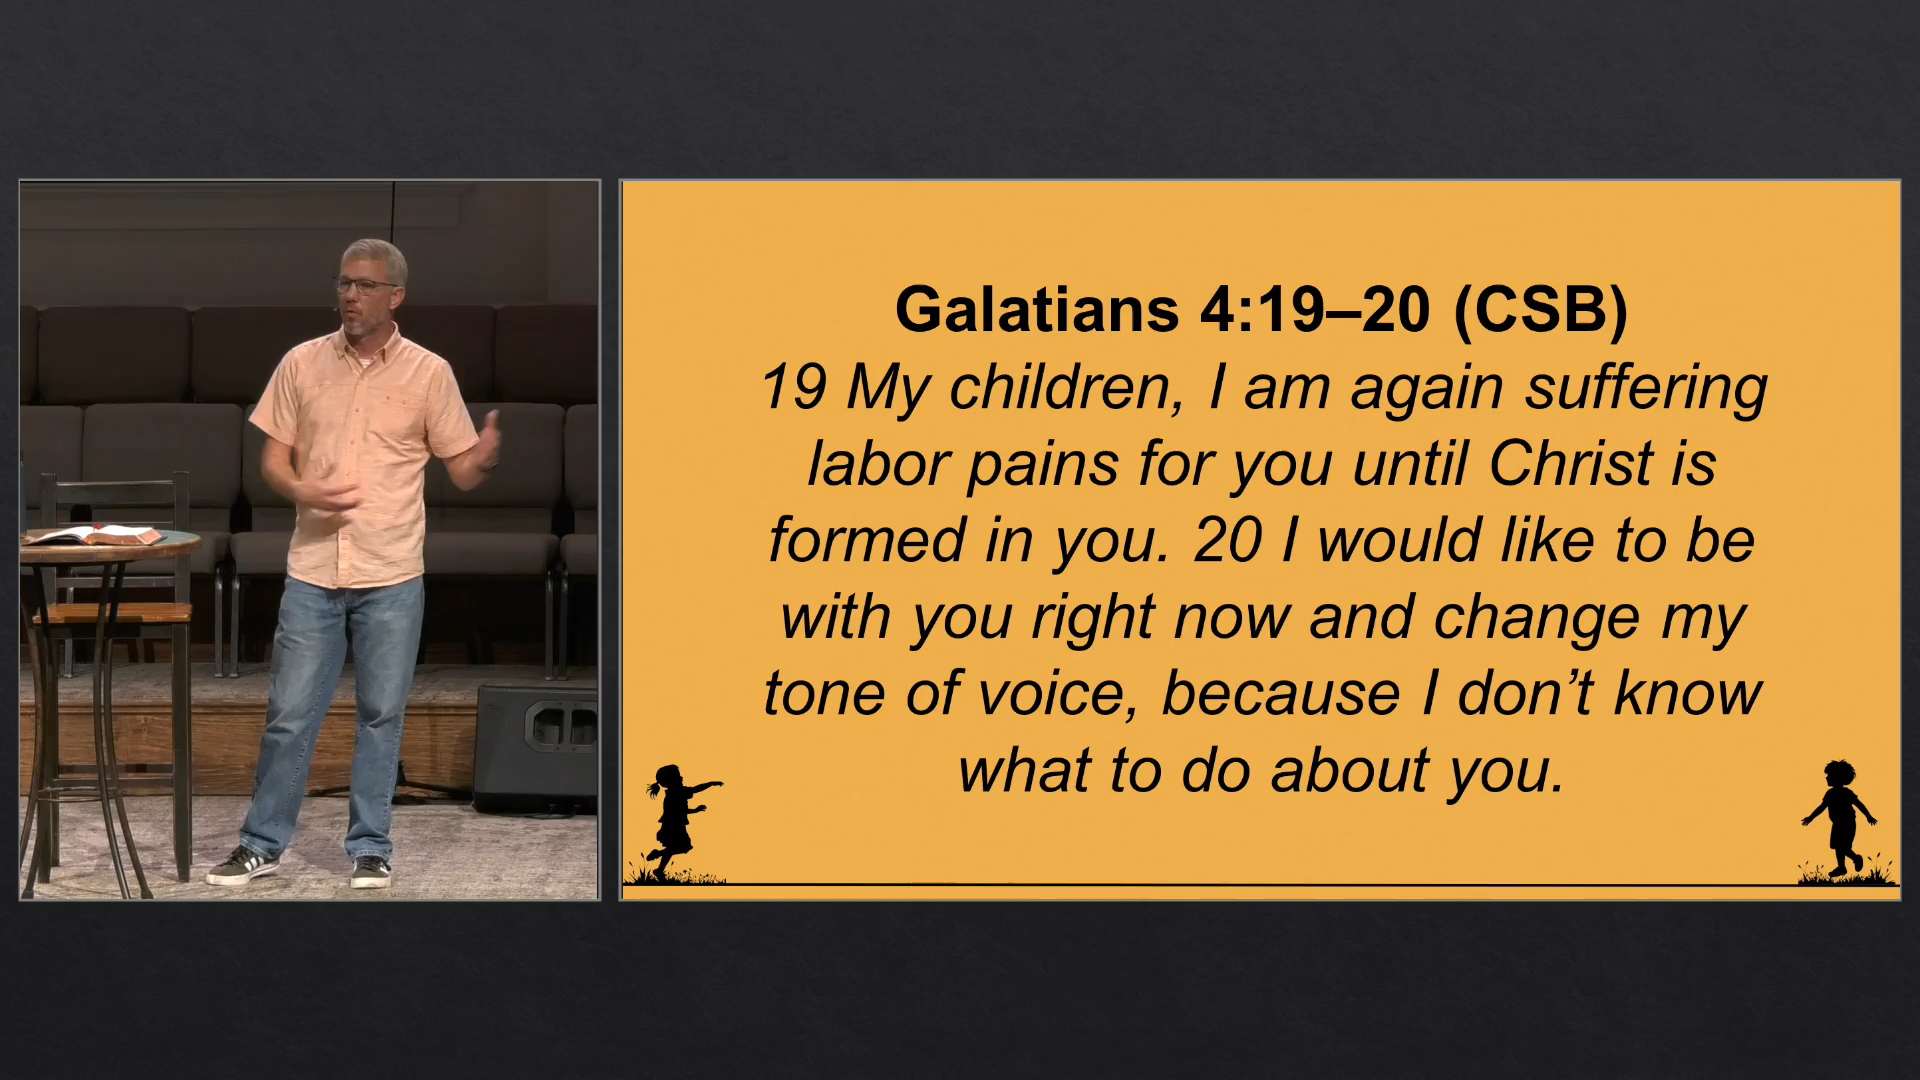 Galatians 4:19–20 (CSB)
19 My children, I am again suffering
labor pains for you until Christ is
formed in you. 20 I would like to be
with you right now and change my
tone of voice, because I don’t know
what to do about you.